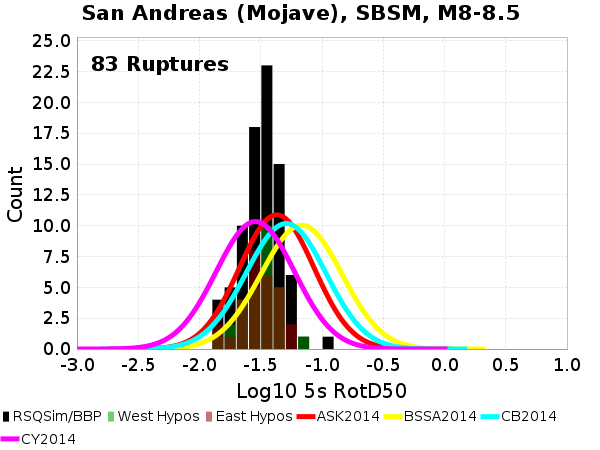 San Andreas (Mojave), SBSM, M8-8.5
83 Ruptures
Count
25.0
22.5
20.0
17.5
15.0
12.5
10.0
7.5
5.0
2.5
0.0
-3.0 -2.5 -2.0 -1.5 -1.0 -0.5 0.0 0.5 1.0
Log10 5s RotD50
RSQSim/BBP West Hypos East Hypos ASK2014 BSSA2014 CB2014
CY2014